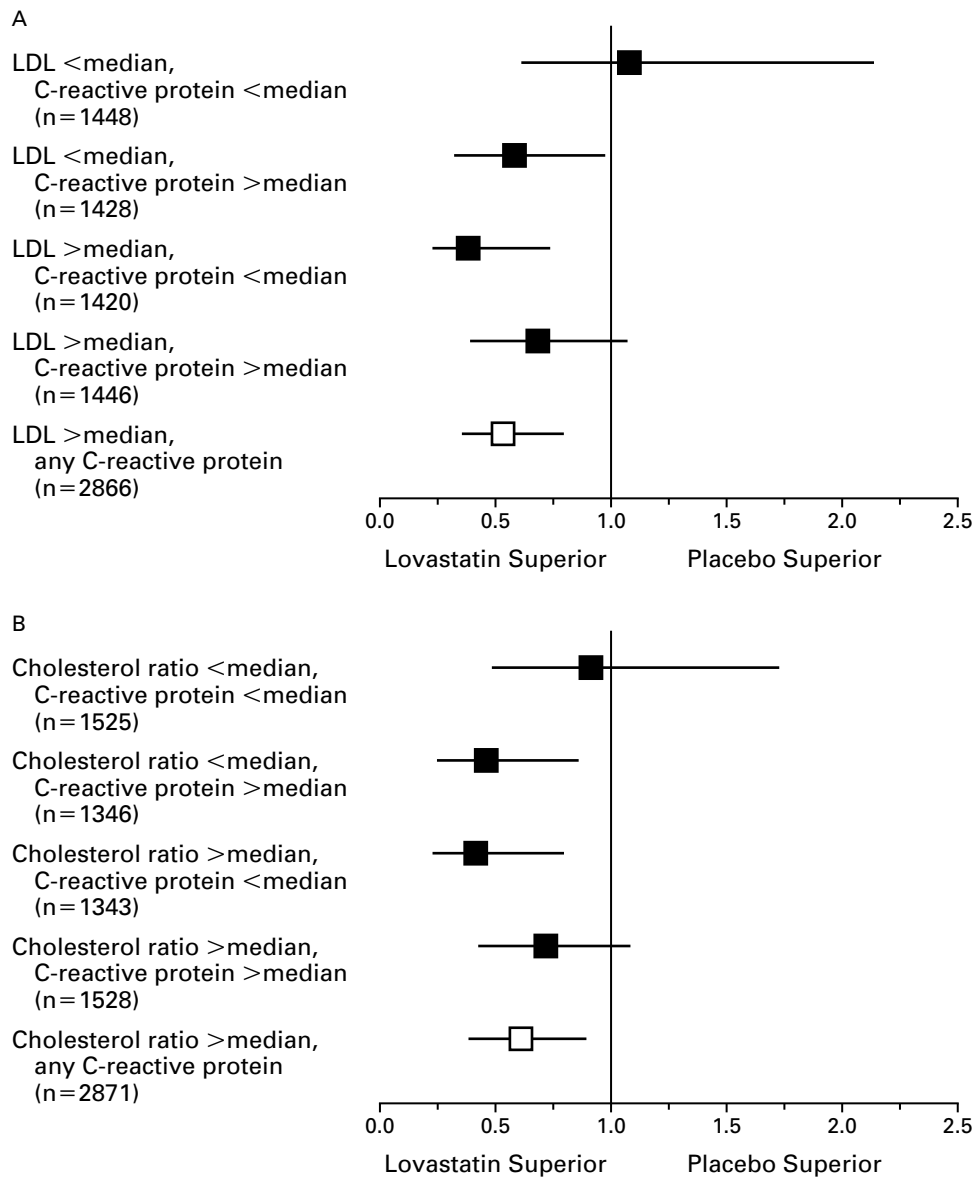 A
LDL <median,
C-reactive protein <median
(n=1448)
LDL <median,
C-reactive protein >median
(n=1428)
LDL >median,
C-reactive protein <median
(n=1420)
LDL >median,
C-reactive protein >median
(n=1446)
LDL >median,
any C-reactive protein
(n=2866)
0.0 0.5 1.0 1.5 2.0 2.5
Lovastatin Superior Placebo Superior
B
Cholesterol ratio <median,
C-reactive protein <median
(n=1525)
Cholesterol ratio <median,
C-reactive protein >median
(n=1346)
Cholesterol ratio >median,
C-reactive protein <median
(n=1343)
Cholesterol ratio >median,
C-reactive protein >median
(n=1528)
Cholesterol ratio >median,
any C-reactive protein
(n=2871)
0.0 0.5 1.0 1.5 2.0 2.5
Lovastatin Superior Placebo Superior